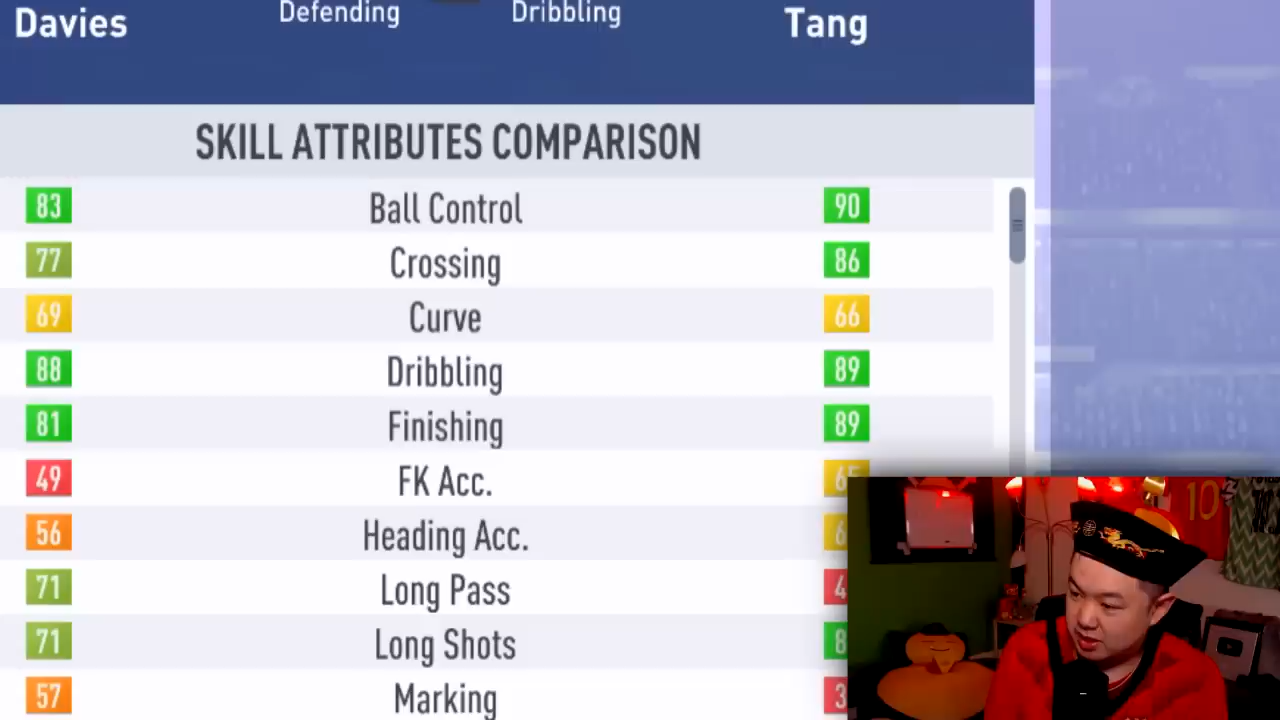 Davies Defending Dribbling Tang
SKILL ATTRIBUTES COMPARISON
83 Ball Control 90
77 Crossing 86
69 Curve 66
88 Dribbling 89
81 Finishing 89
49 FK Acc.
56 Heading Acc.
71 Long Pass
71 Long Shots
57 Marking
10